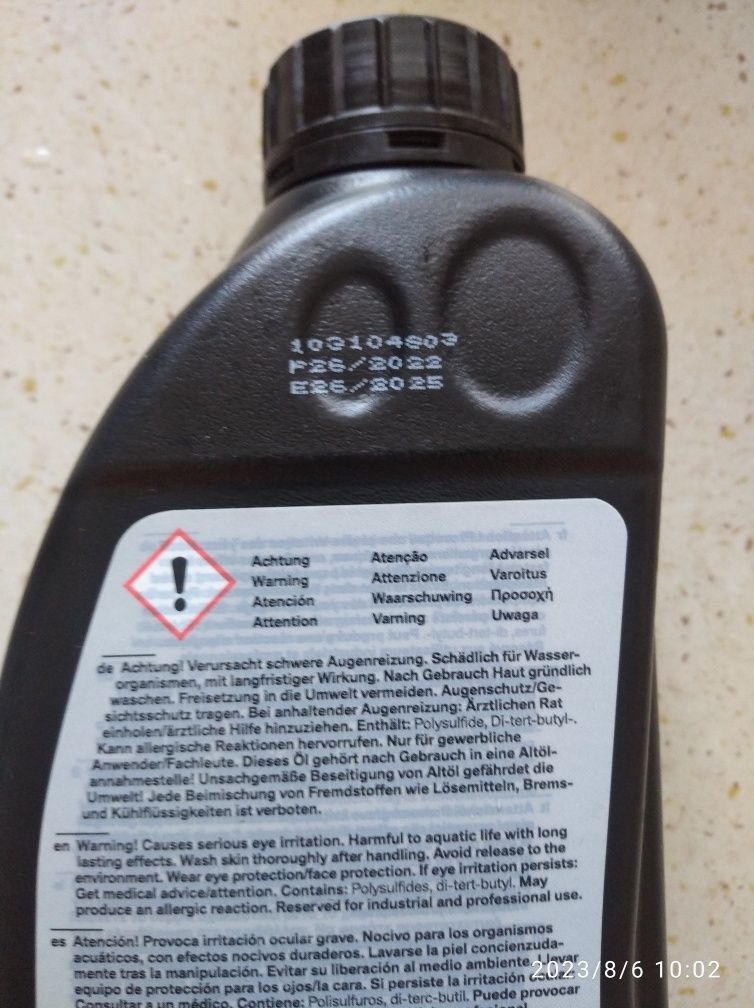 103104803
P26/2022
E26/2025
Achtung Atenção Advarsel
Warning Attenzione Varoitus
Atención Waarschuwing Προσοχή
Attention Varning Uwaga
de Achtung! Verursacht schwere Augenreizung. Schädlich für Wasser-
organismen, mit langfristiger Wirkung. Nach Gebrauch Haut gründlich
waschen. Freisetzung in die Umwelt vermeiden. Augenschutz/Ge-
sichtsschutz tragen. Bei anhaltender Augenreizung: Ärztlichen Rat
einholen/ärztliche Hilfe hinzuziehen. Enthält: Polysulfide, Di-tert-butyl-.
Kann allergische Reaktionen hervorrufen. Nur für gewerbliche
Anwender/Fachleute. Dieses Öl gehört nach Gebrauch in eine Altöl-
annahmestelle! Unsachgemäße Beseitigung von Altöl gefährdet die
Umwelt! Jede Beimischung von Fremdstoffen wie Lösemitteln, Brems-
und Kühlflüssigkeiten ist verboten.
en Warning! Causes serious eye irritation. Harmful to aquatic life with long
lasting effects. Wash skin thoroughly after handling. Avoid release to the
environment. Wear eye protection/face protection. If eye irritation persists:
Get medical advice/attention. Contains: Polysulfides, di-tert-butyl. May
produce an allergic reaction. Reserved for industrial and professional use.
es Atención! Provoca irritación ocular grave. Nocivo para los organismos
acuáticos, con efectos nocivos duraderos. Lavarse la piel concienzuda-
mente tras la manipulación. Evitar su liberación al medio ambiente.
equipo de protección para los ojos/la cara. Si persiste la irritación
Consultar a un médico. Contiene: Polisulfuros, di-terc-butil. Puede provocar
2023/8/6 10:02